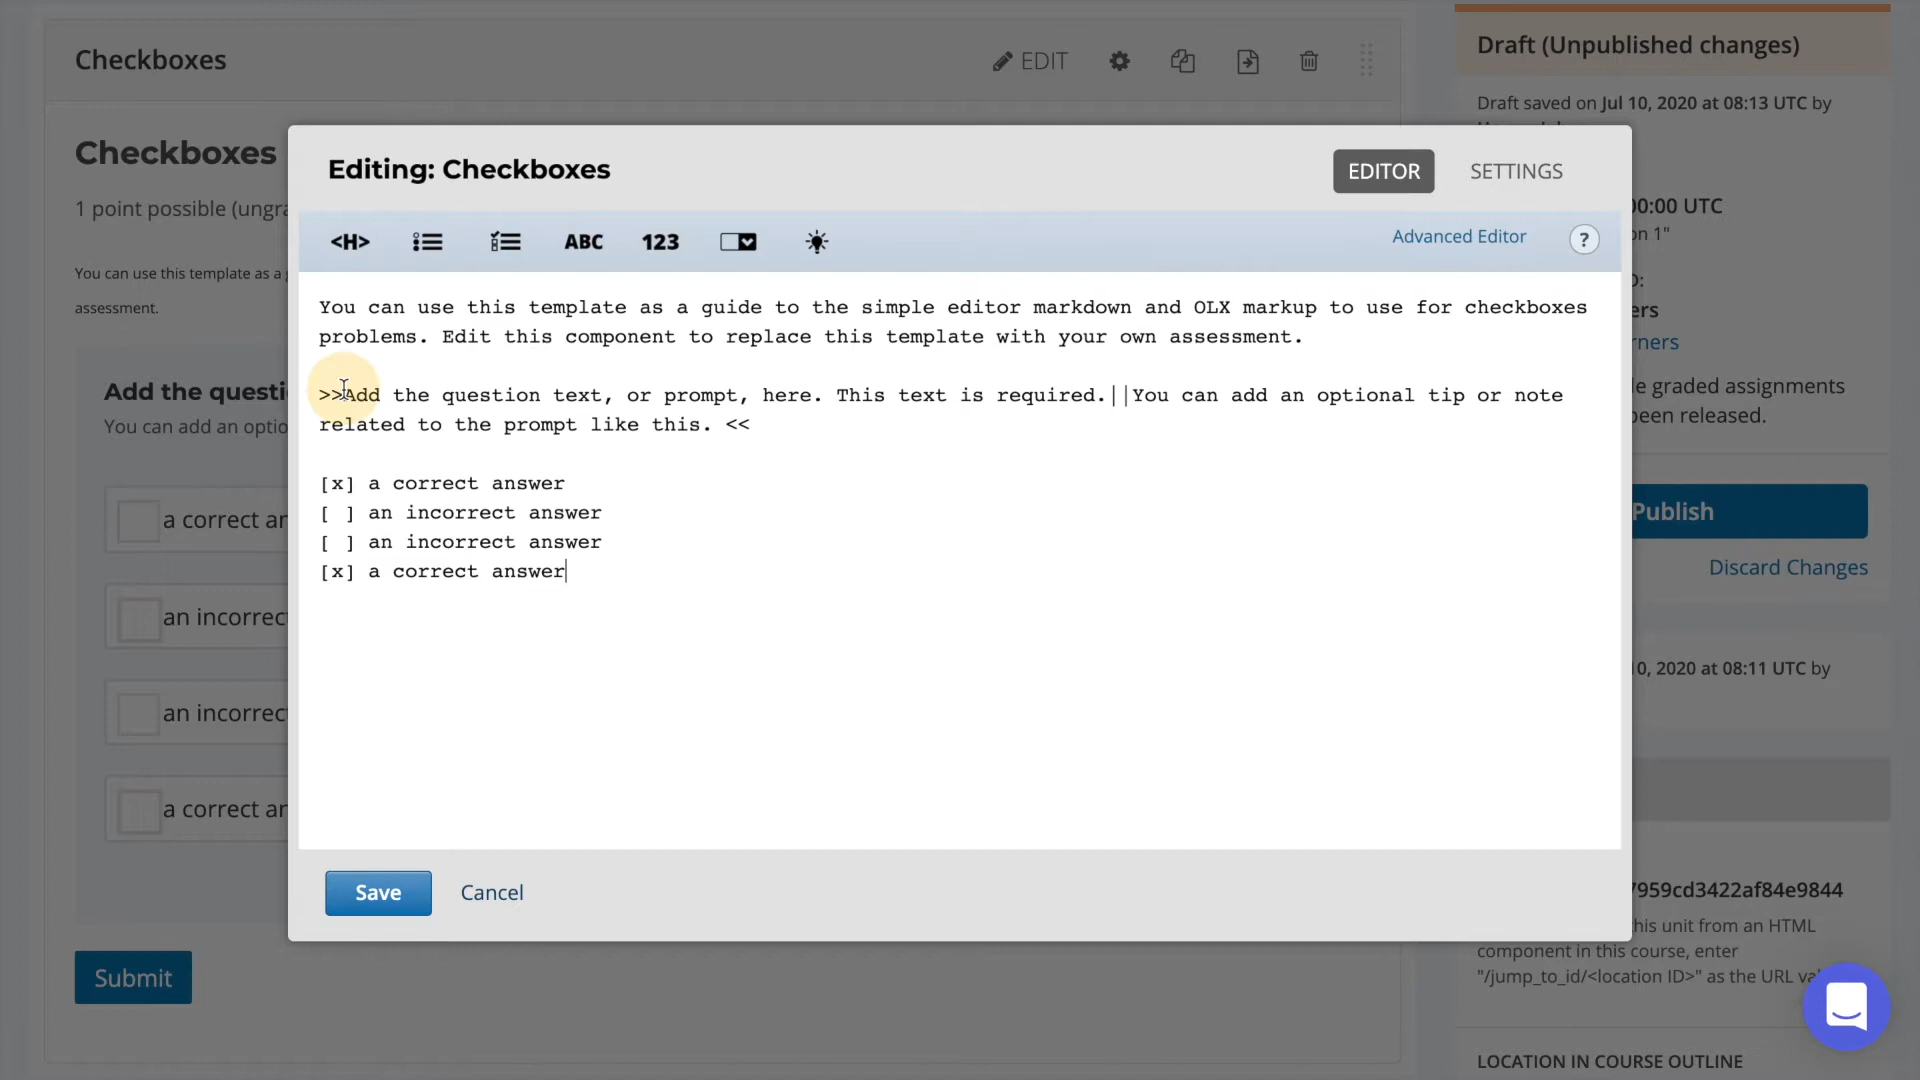 Checkboxes
EDIT
Draft (Unpublished changes)
Draft saved on Jul 10, 2020 at 08:13 UTC by
Checkboxes
1 point possible (ungra
You can use this template as a g
assessment.
Add the questi
You can add an optio
a correct an
an incorrect
an incorrect
a correct an
Submit
Editing: Checkboxes
EDITOR
SETTINGS
<H>
ABC
123
Advanced Editor
?
You can use this template as a guide to the simple editor markdown and OLX markup to use for checkboxes
problems. Edit this component to replace this template with your own assessment.
>>Add the question text, or prompt, here. This text is required.||You can add an optional tip or note
related to the prompt like this. <<
[x] a correct answer
[ ] an incorrect answer
[ ] an incorrect answer
[x] a correct answer
Save
Cancel
00:00 UTC
on 1"
D:
ers
rners
le graded assignments
been released.
Publish
Discard Changes
10, 2020 at 08:11 UTC by
7959cd3422af84e9844
his unit from an HTML
component in this course, enter
"/jump_to_id/<location ID>" as the URL va
LOCATION IN COURSE OUTLINE